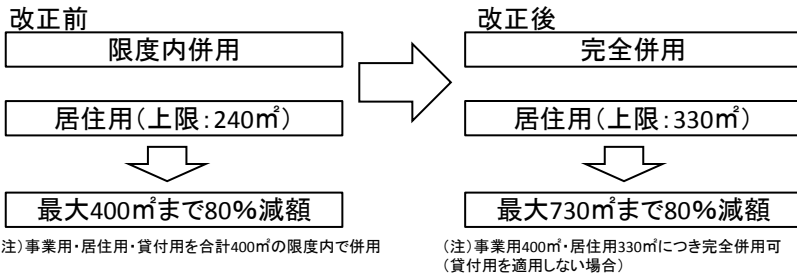 改正前
限度内併用
居住用(上限:240㎡)
最大400㎡まで80%減額
注)事業用・居住用・貸付用を合計400㎡の限度内で併用
改正後
完全併用
居住用(上限:330㎡)
最大730㎡まで80%減額
(注)事業用400㎡・居住用330㎡につき完全併用可
(貸付用を適用しない場合)